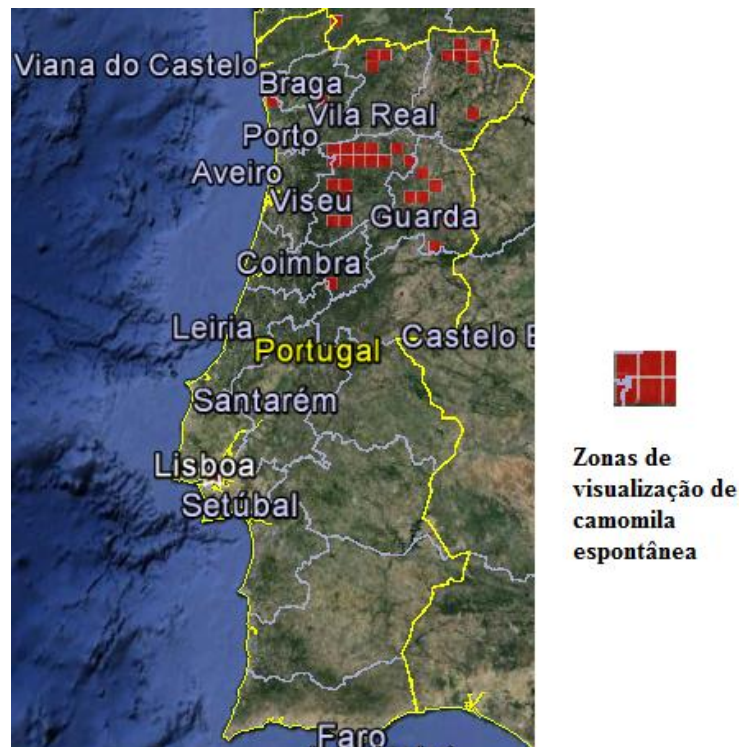 Viana do Castelo
Braga
Vila Real
Porto
Aveiro
Viseu
Guarda
Coimbra
Leiria
Castelo
Portugal
Santarém
Lisboa
Setúbal
Faro
Zonas de
visualização de
camomila
espontânea